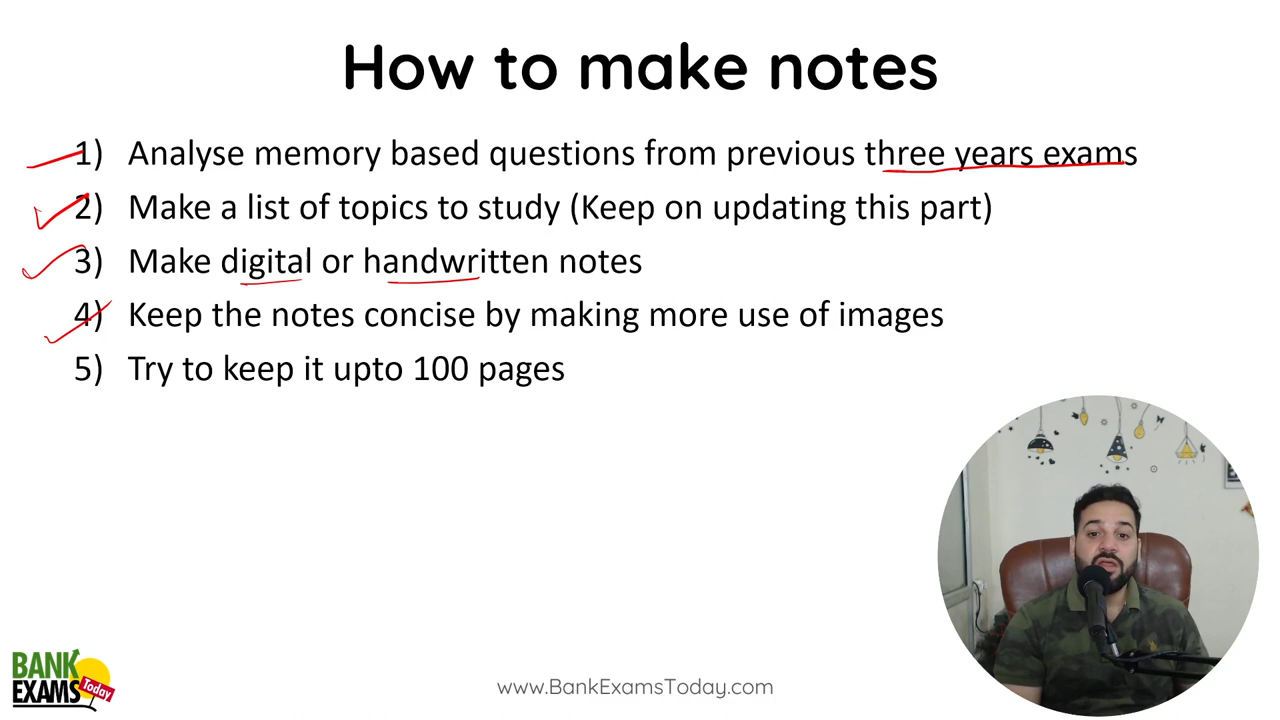 How to make notes
1) Analyse memory based questions from previous three years exams
2) Make a list of topics to study (Keep on updating this part)
3) Make digital or handwritten notes
4) Keep the notes concise by making more use of images
5) Try to keep it upto 100 pages
BANK
EXAMS
Today
www.BankExamsToday.com